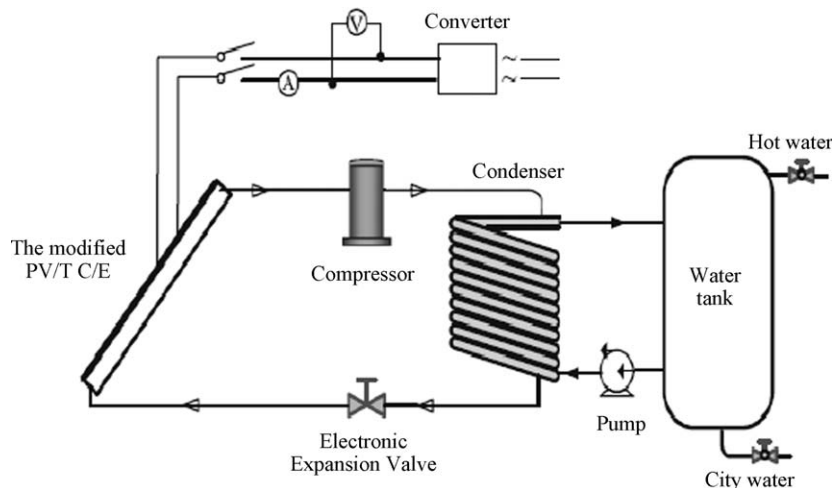 V
Converter
A
Hot water
Condenser
The modified
PV/T C/E
Compressor
Water
tank
Pump
Electronic
Expansion Valve
City water